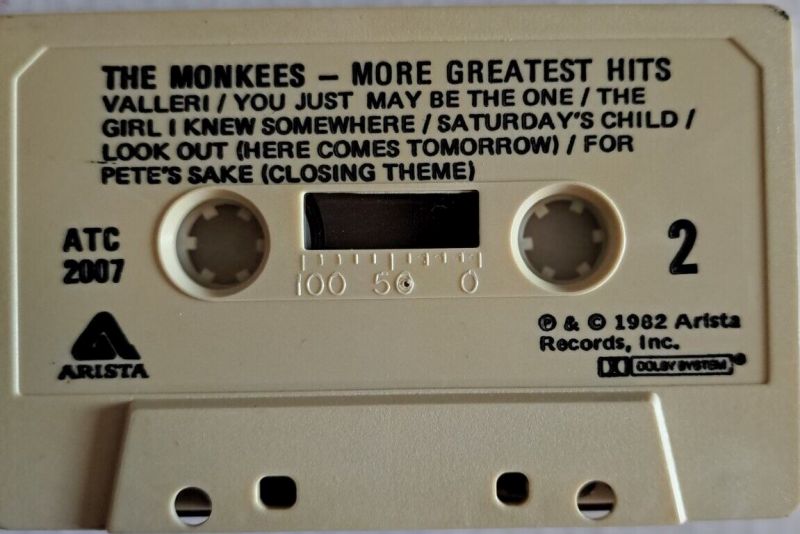 THE MONKEES – MORE GREATEST HITS
VALLERI / YOU JUST MAY BE THE ONE / THE
GIRL I KNEW SOMEWHERE / SATURDAY'S CHILD /
LOOK OUT (HERE COMES TOMORROW) / FOR
PETE'S SAKE (CLOSING THEME)
ATC
2007
2
100 50 0
ARISTA
℗ & © 1982 Arista
Records, Inc.
DOLBY SYSTEM ®